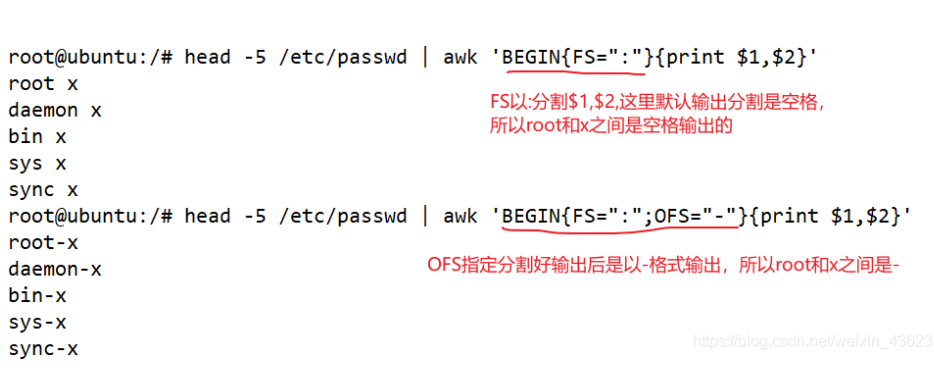 root@ubuntu:/# head -5 /etc/passwd | awk 'BEGIN{FS=":"}{print $1,$2}'
root x
FS以:分割$1,$2,这里默认输出分割是空格，
daemon x
所以root和x之间是空格输出的
bin x
sys x
sync x
root@ubuntu:/# head -5 /etc/passwd | awk 'BEGIN{FS=":";OFS="-"}{print $1,$2}'
root-x
daemon-x
OFS指定分割好输出后是以-格式输出，所以root和x之间是-
bin-x
sys-x
sync-x
https://blog.csdn.net/weixin_43623